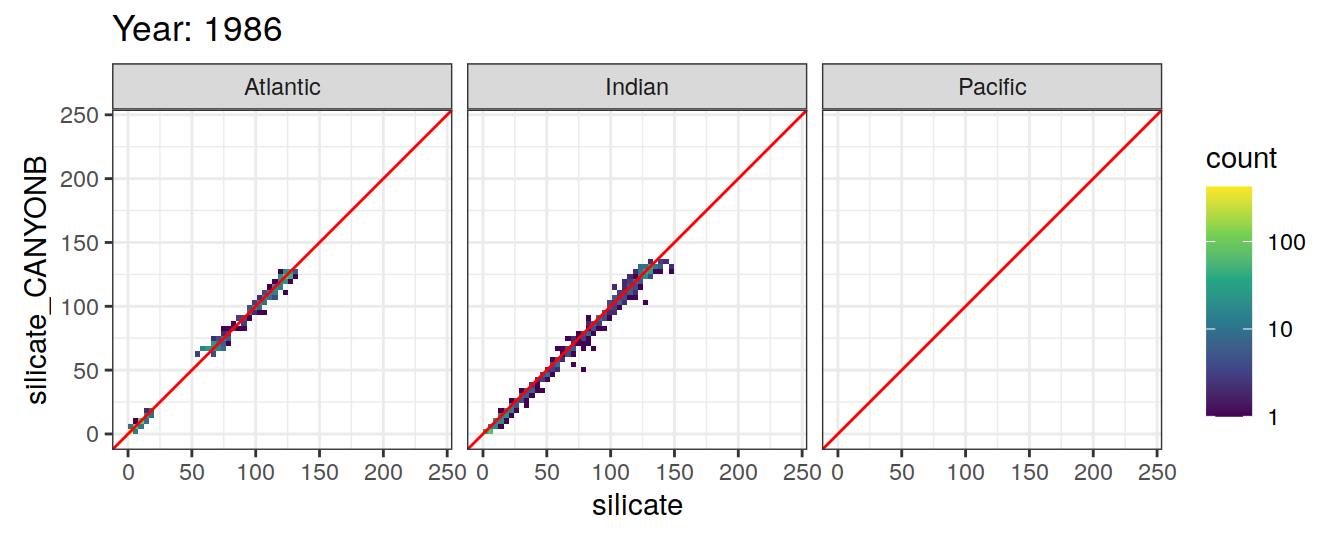 Year: 1986
Atlantic
Indian
Pacific
250
200
150
100
50
0
silicate_CANYONB
0 50 100 150 200 250
0 50 100 150 200 250
0 50 100 150 200 250
silicate
count
100
10
1